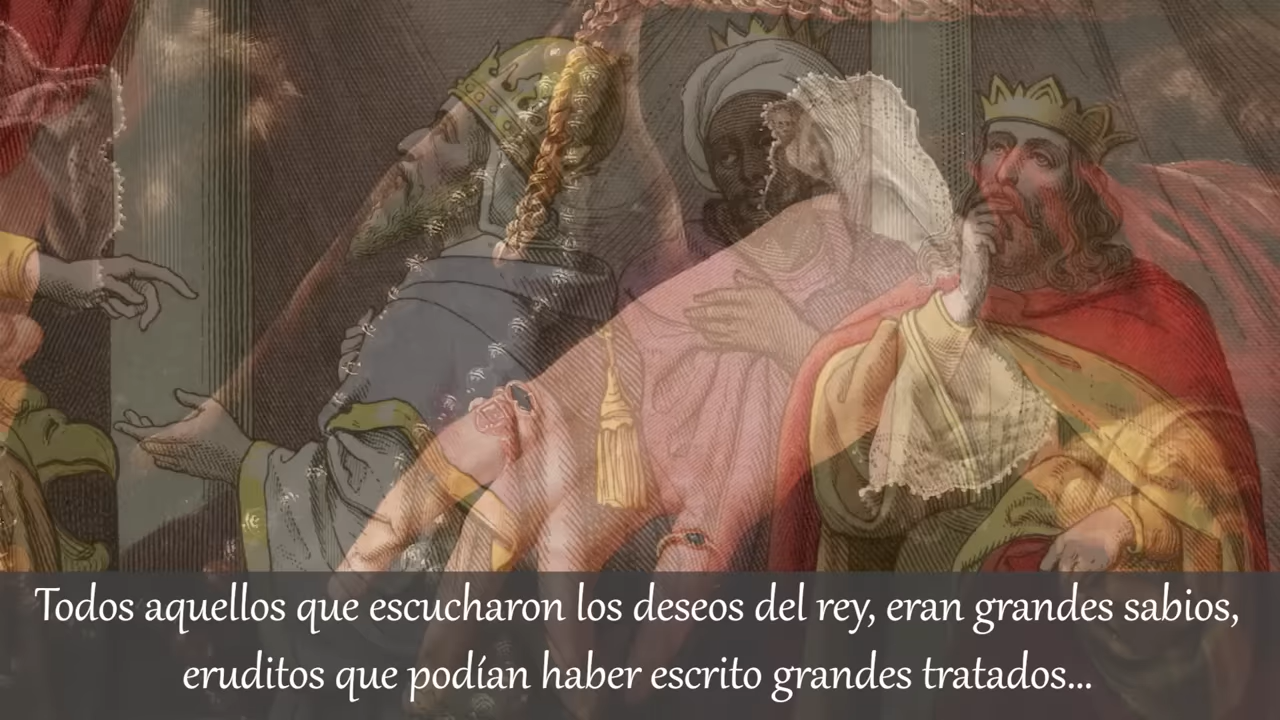 Todos aquellos que escucharon los deseos del rey, eran grandes sabios,
eruditos que podían haber escrito grandes tratados...